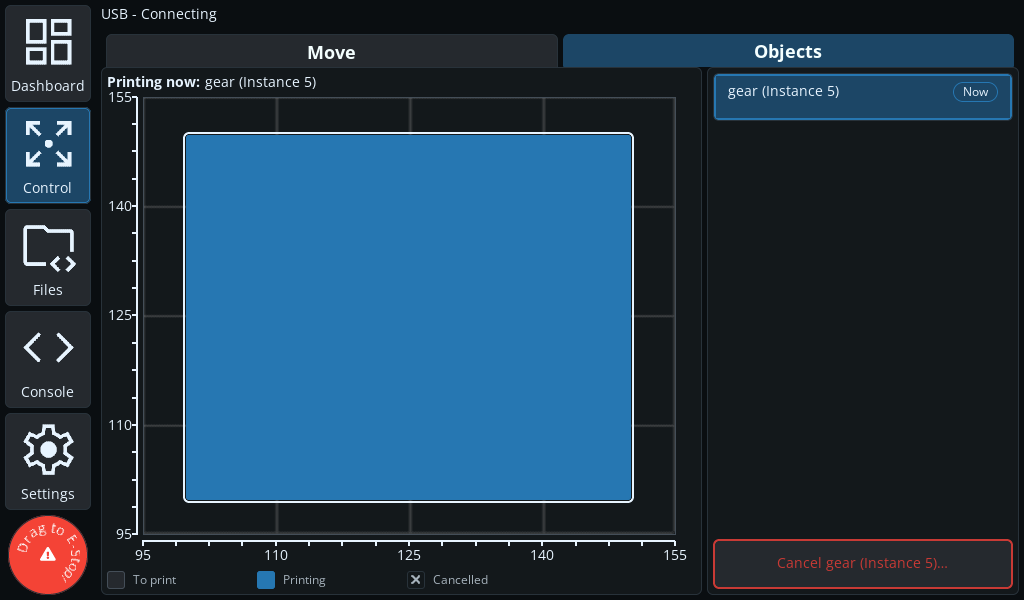 USB - Connecting
Dashboard
Control
Files
Console
Settings
Drag to E-Stop!
Move
Objects
Printing now: gear (Instance 5)
155
140
125
110
95
95
110
125
140
155
To print
Printing
Cancelled
gear (Instance 5)
Now
Cancel gear (Instance 5)...